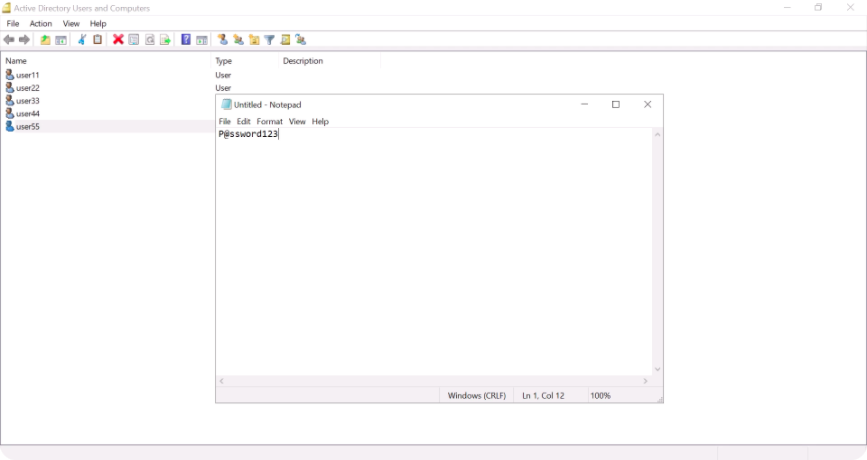 Active Directory Users and Computers
File Action View Help
Name Type Description
user11 User
user22 User
user33
user44
user55
Untitled - Notepad
File Edit Format View Help
P@ssword123
Windows (CRLF) Ln 1, Col 12 100%